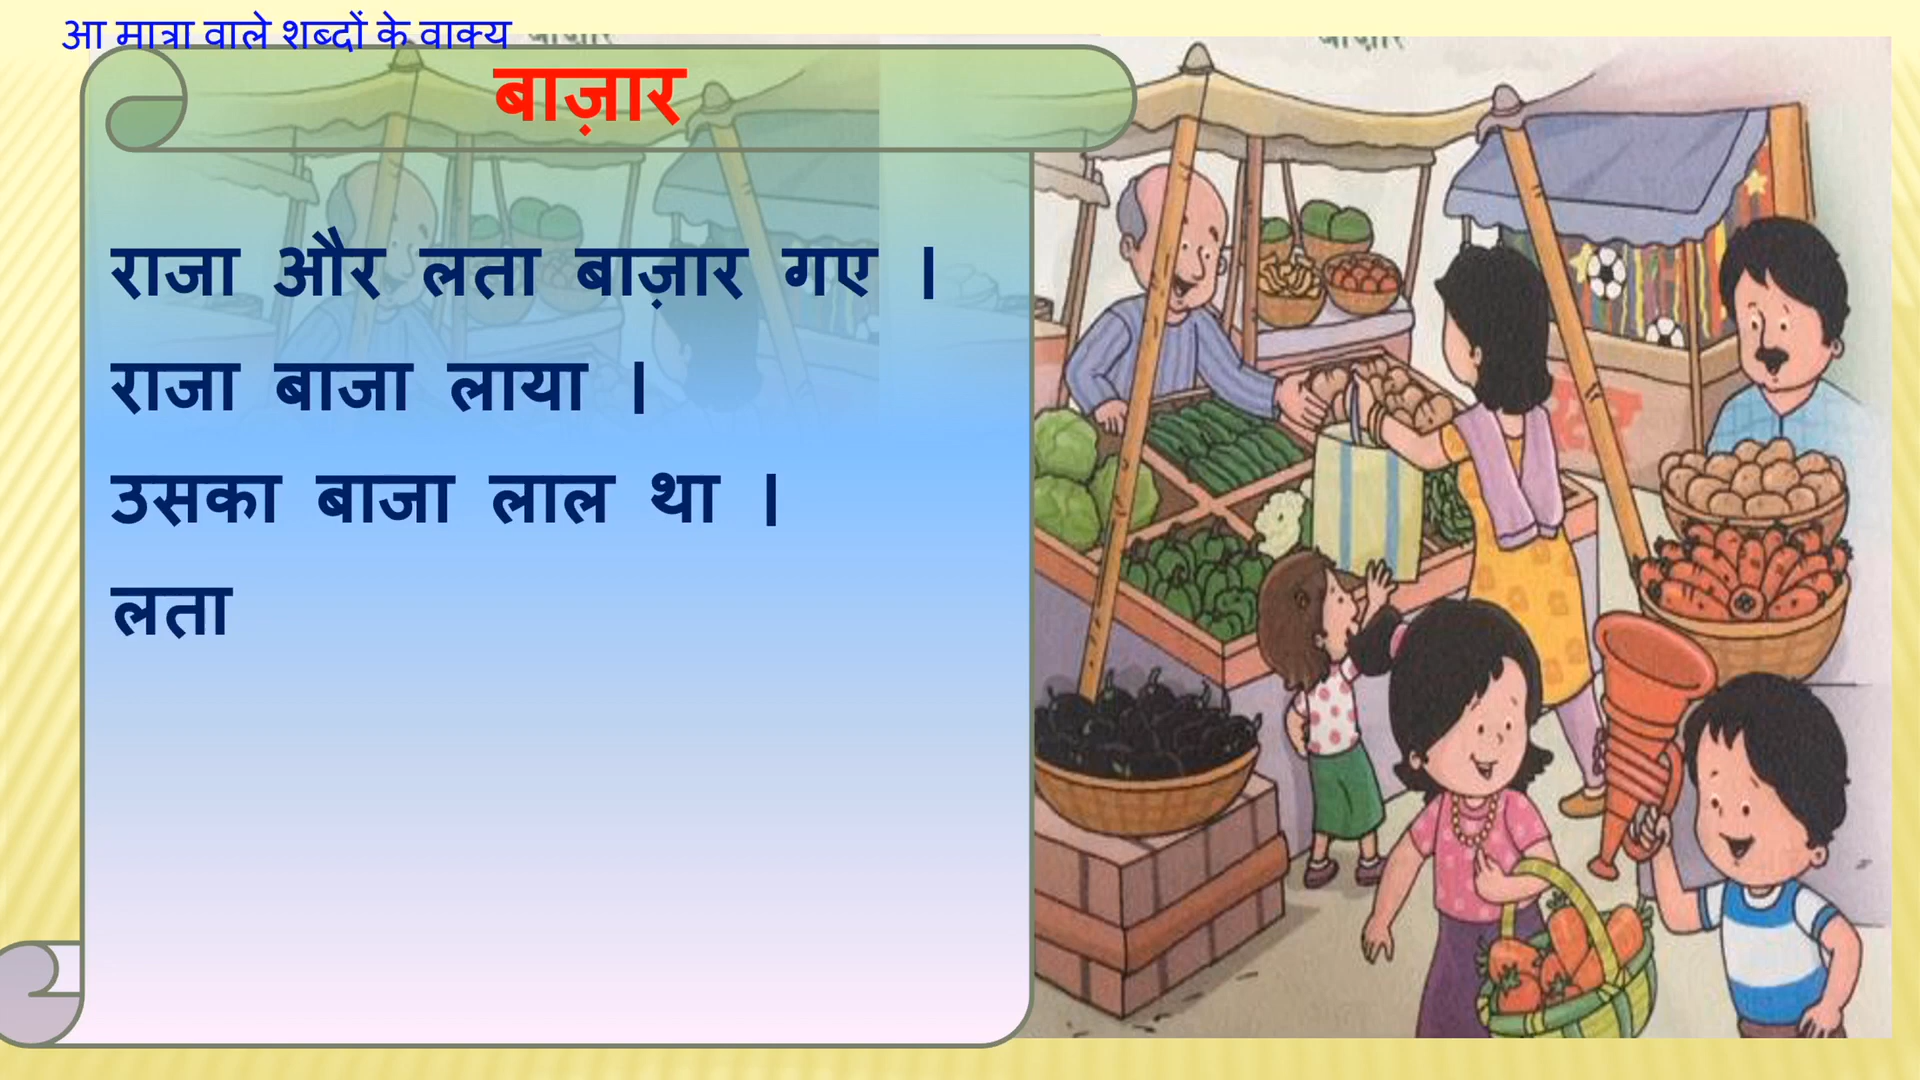 आ मात्रा वाले शब्दों के वाक्य
बाज़ार
राजा और लता बाज़ार गए ।
राजा बाजा लाया ।
उसका बाजा लाल था ।
लता